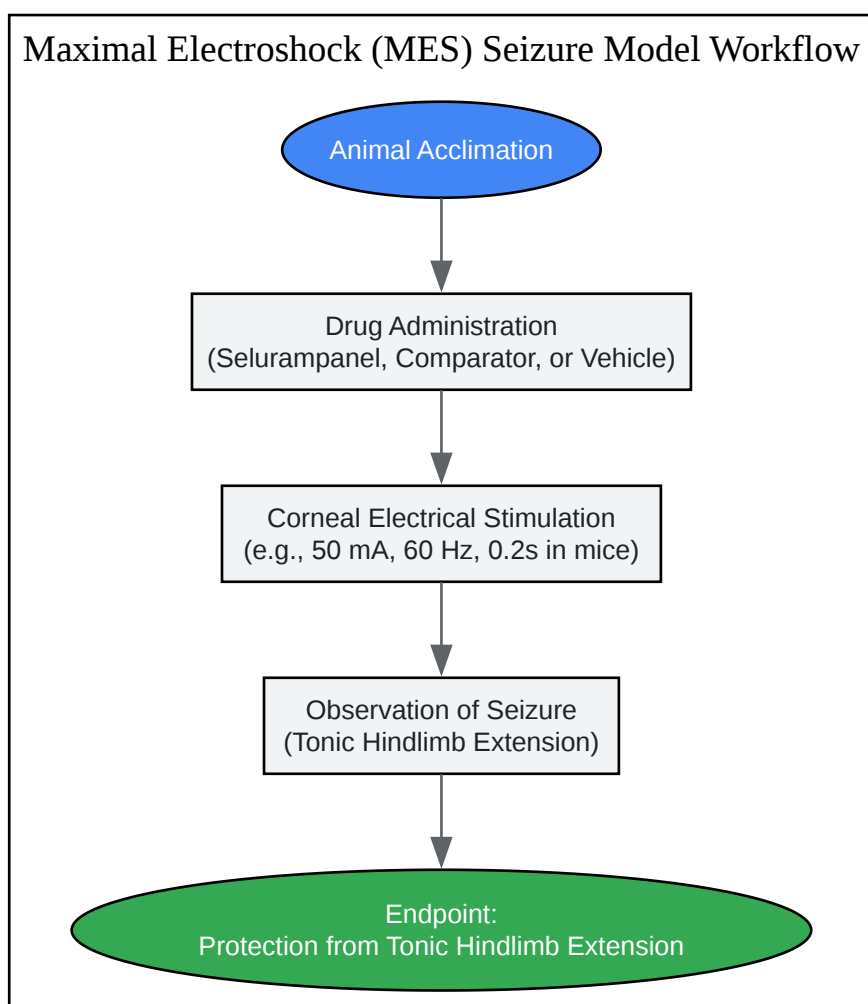 Maximal Electroshock (MES) Seizure Model Workflow
Animal Acclimation
Drug Administration
(Selurampanel, Comparator, or Vehicle)
Corneal Electrical Stimulation
(e.g., 50 mA, 60 Hz, 0.2s in mice)
Observation of Seizure
(Tonic Hindlimb Extension)
Endpoint:
Protection from Tonic Hindlimb Extension